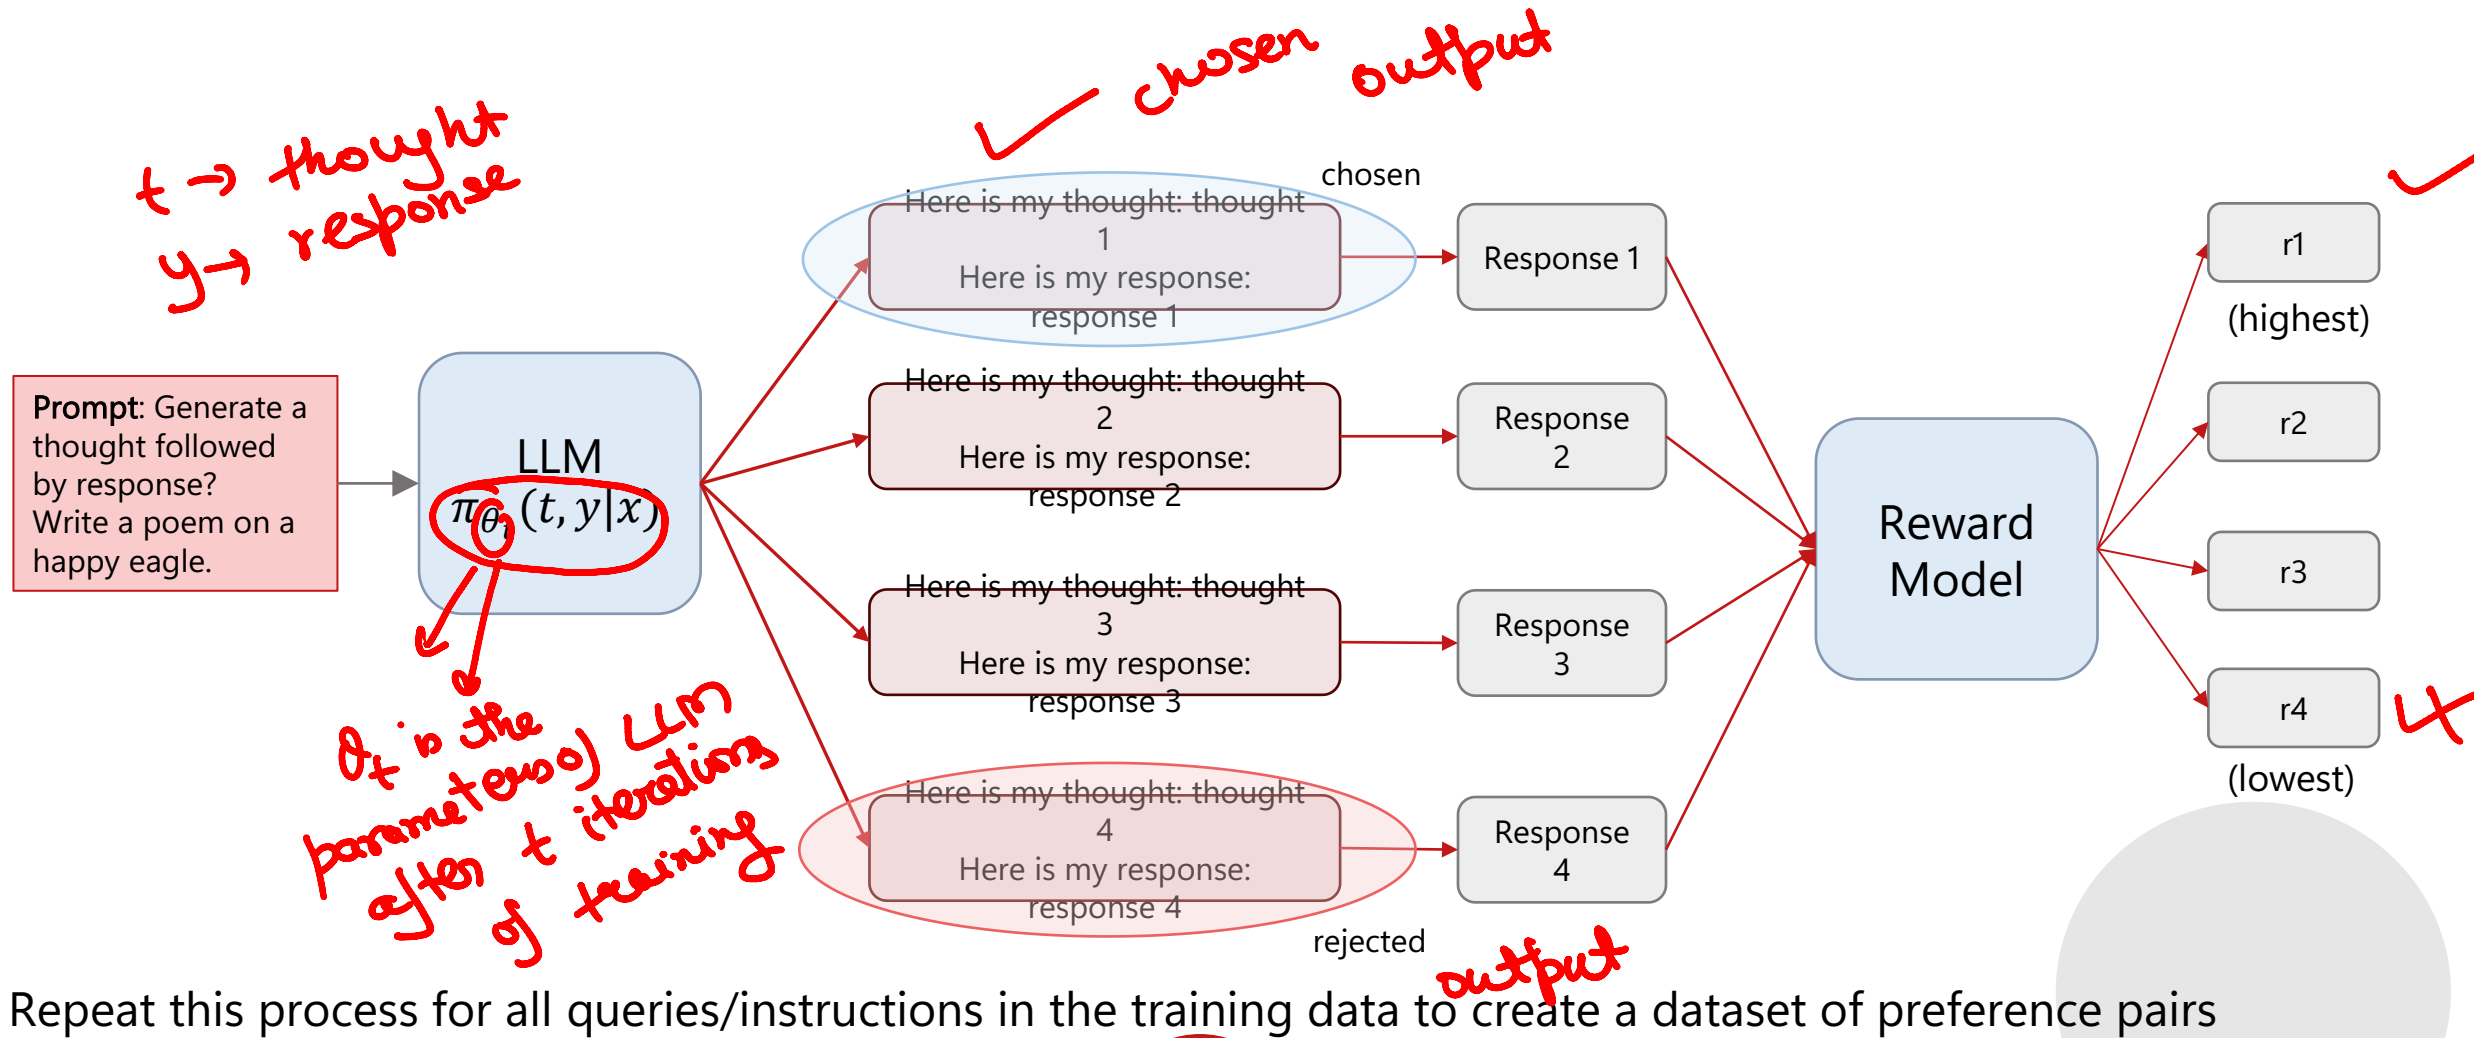 chosen output
t → thought
y → response
chosen
Here is my thought: thought
1
Here is my response:
response 1
Response 1
r1
(highest)
Prompt: Generate a
thought followed
by response?
Write a poem on a
happy eagle.
LLM
π_θₜ(t, y|x)
Here is my thought: thought
2
Here is my response:
response 2
Response
2
r2
Reward
Model
Here is my thought: thought
3
Here is my response:
response 3
Response
3
r3
r4
(lowest)
θₜ is the
parameters of LLM
after t iterations
of training
Here is my thought: thought
4
Here is my response:
response 4
Response
4
rejected
output
Repeat this process for all queries/instructions in the training data to create a dataset of preference pairs